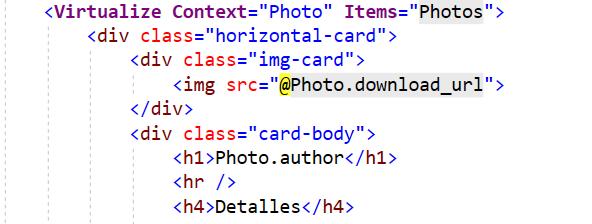 <Virtualize Context="Photo" Items="Photos">
<div class="horizontal-card">
<div class="img-card">
<img src="@Photo.download_url">
</div>
<div class="card-body">
<h1>Photo.author</h1>
<hr />
<h4>Detalles</h4>